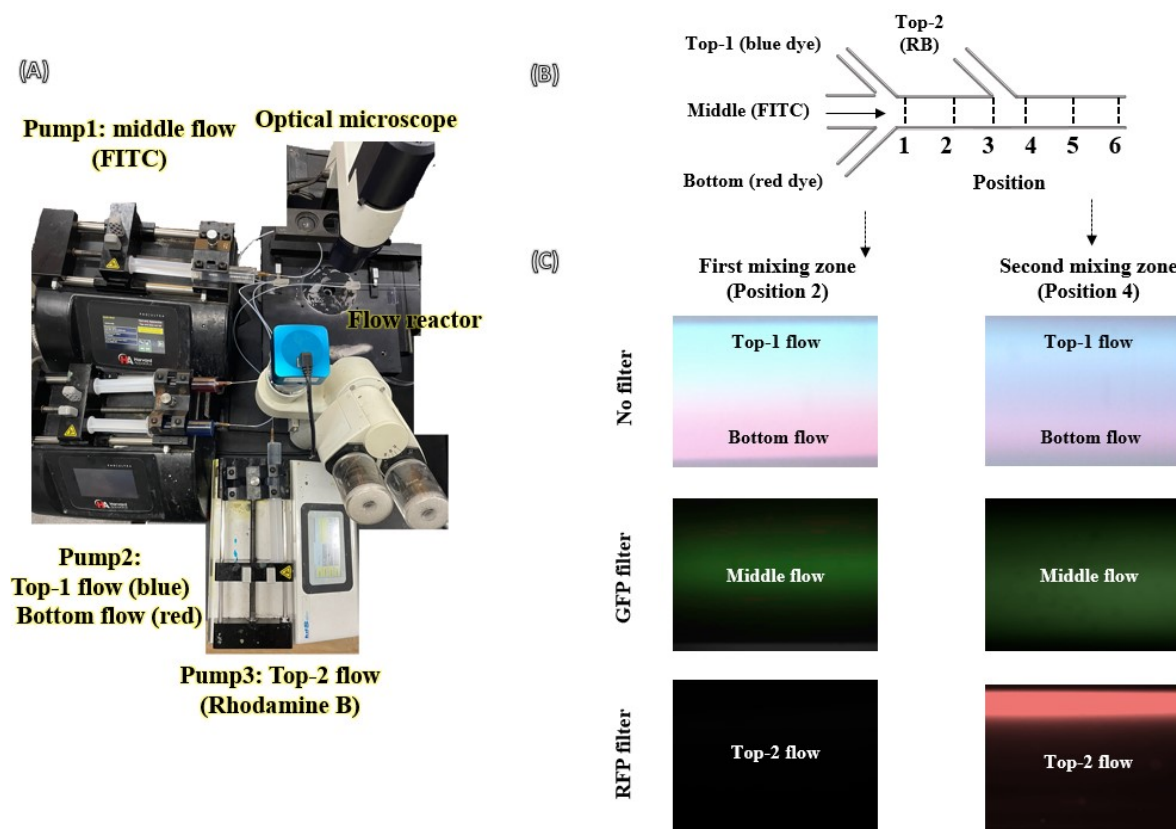 (A)
Pump1: middle flow
(FITC)
Optical microscope
Flow reactor
Pump2:
Top-1 flow (blue)
Bottom flow (red)
Pump3: Top-2 flow
(Rhodamine B)
(B)
Top-1 (blue dye)
Top-2
(RB)
Middle (FITC)
Bottom (red dye)
1 2 3 4 5 6
Position
(C)
First mixing zone
(Position 2)
Second mixing zone
(Position 4)
No filter
Top-1 flow
Bottom flow
Top-1 flow
Bottom flow
GFP filter
Middle flow
Middle flow
RFP filter
Top-2 flow
Top-2 flow